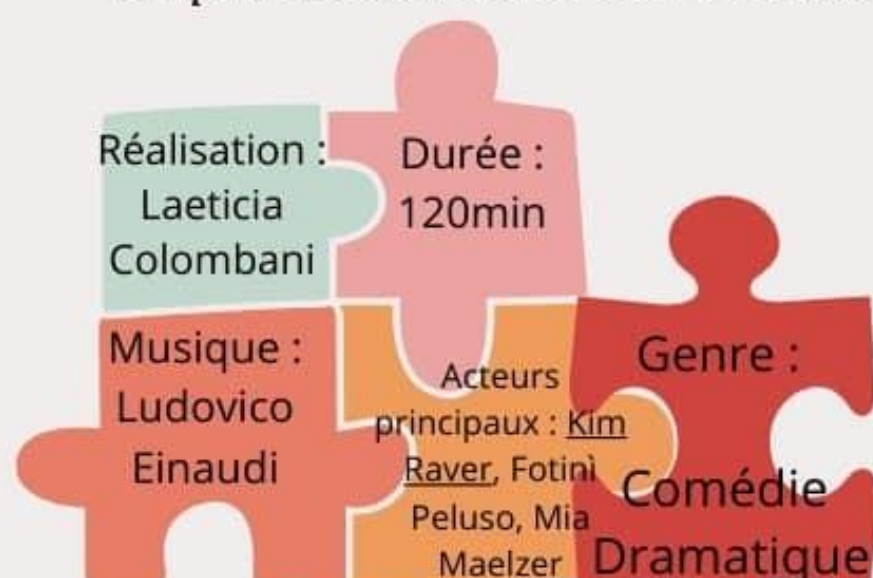 Réalisation :
Laeticia
Colombani
Durée :
120min
Musique :
Ludovico
Einaudi
Acteurs
principaux : Kim
Raver, Fotinì
Peluso, Mia
Maelzer
Genre :
Comédie
Dramatique